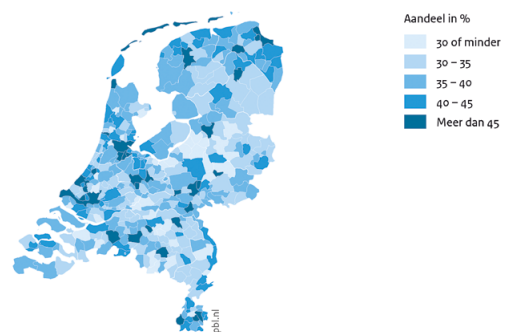 Aandeel in %
30 of minder
30 – 35
35 – 40
40 – 45
Meer dan 45
pbl.nl